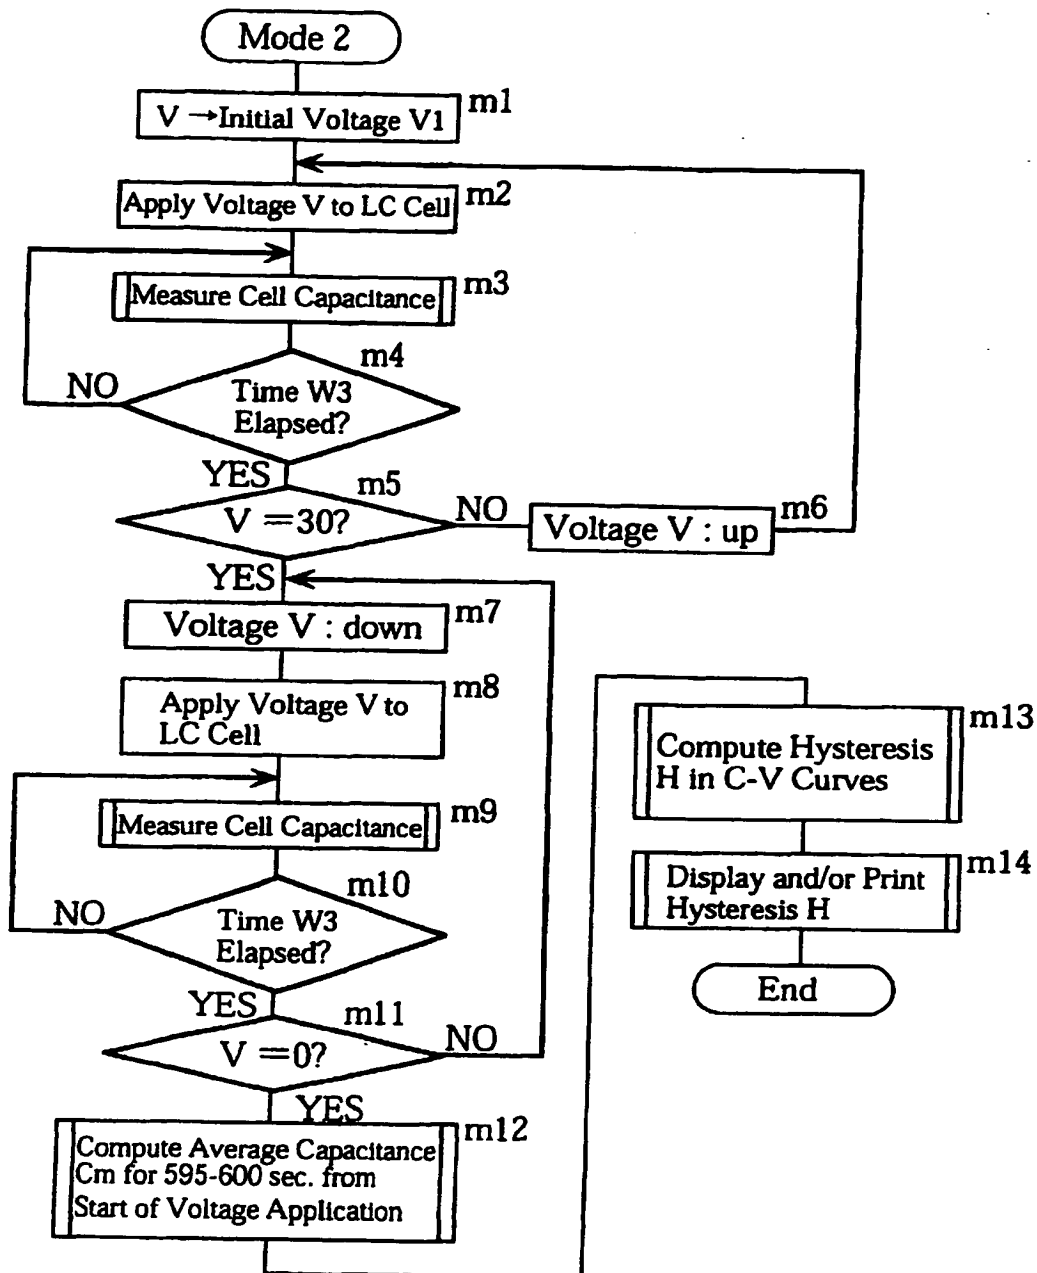 Mode 2
V →Initial Voltage V1
m1
Apply Voltage V to LC Cell
m2
Measure Cell Capacitance
m3
m4
Time W3
Elapsed?
NO
YES
m5
V =30?
NO
Voltage V : up
m6
YES
Voltage V : down
m7
Apply Voltage V to
LC Cell
m8
Measure Cell Capacitance
m9
m10
Time W3
Elapsed?
NO
YES
m11
V =0?
NO
YES
Compute Average Capacitance
Cm for 595-600 sec. from
Start of Voltage Application
m12
Compute Hysteresis
H in C-V Curves
m13
Display and/or Print
Hysteresis H
m14
End